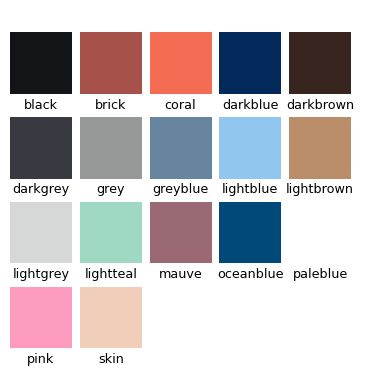 black brick coral darkblue darkbrown
darkgrey grey greyblue lightblue lightbrown
lightgrey lightteal mauve oceanblue paleblue
pink skin